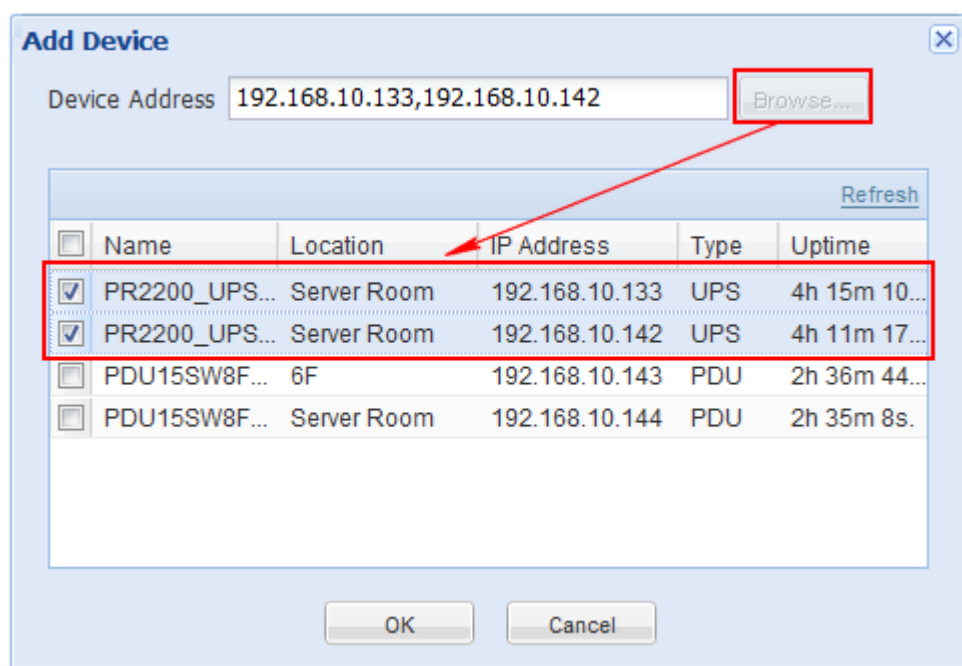 Add Device
Device Address 192.168.10.133,192.168.10.142 Browse...
Refresh
Name Location IP Address Type Uptime
PR2200_UPS... Server Room 192.168.10.133 UPS 4h 15m 10...
PR2200_UPS... Server Room 192.168.10.142 UPS 4h 11m 17...
PDU15SW8F... 6F 192.168.10.143 PDU 2h 36m 44...
PDU15SW8F... Server Room 192.168.10.144 PDU 2h 35m 8s.
OK Cancel